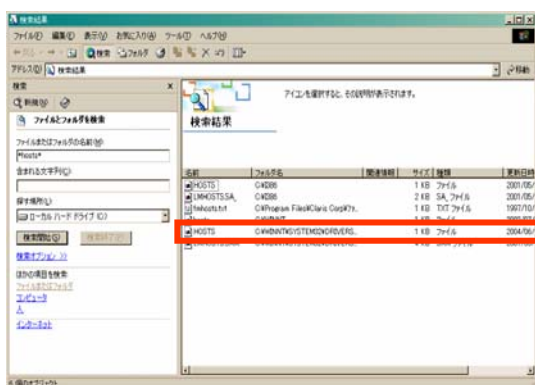 検索結果
ファイル(F) 編集(E) 表示(V) お気に入り(A) ツール(T) ヘルプ(H)
検索 フォルダ
アドレス(D) 検索結果 移動
検索
新規(N)
ファイルとフォルダを検索
ファイルまたはフォルダの名前(M):
*hosts*
含まれる文字列(C):
探す場所(L):
ローカル ハード ドライブ (C:)
検索開始(S)
検索オプション >>
ほかの項目を検索:
ファイルまたはフォルダ
コンピュータ
人
インターネット
検索結果
アイコンを選択すると、その説明が表示されます。
名前 フォルダ名 関連情報 サイズ 種類 更新日時
HOSTS C:¥I386 1 KB ファイル 2001/05/
LMHOSTS.SA_ C:¥I386 2 KB SA_ ファイル 2001/05/
C:¥Program Files¥Claris Corp¥ 1 KB TXT ファイル 1997/10/
HOSTS C:¥WINNT¥SYSTEM32¥DRIVERS.. 1 KB ファイル 2004/06/
6 個のオブジェクト